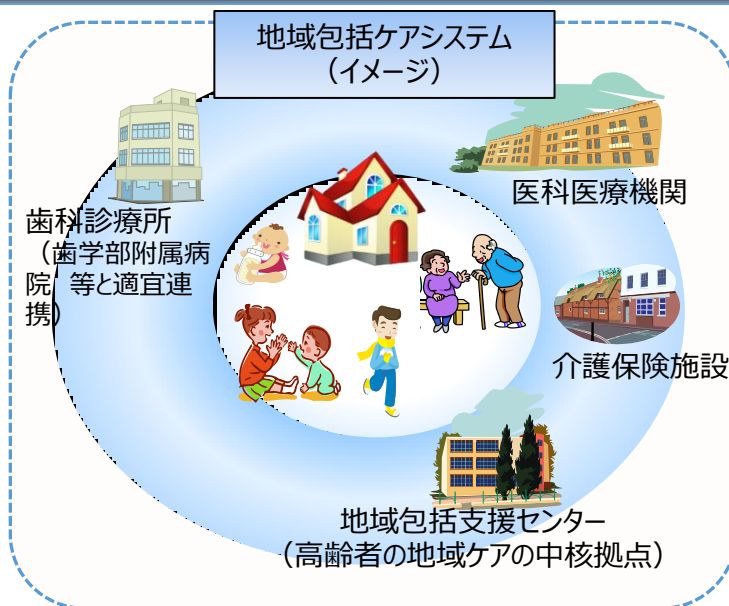 地域包括ケアシステム
（イメージ）
医科医療機関
歯科診療所
（歯学部附属病
院 等と適宜連
携）
介護保険施設
地域包括支援センター
（高齢者の地域ケアの中核拠点）